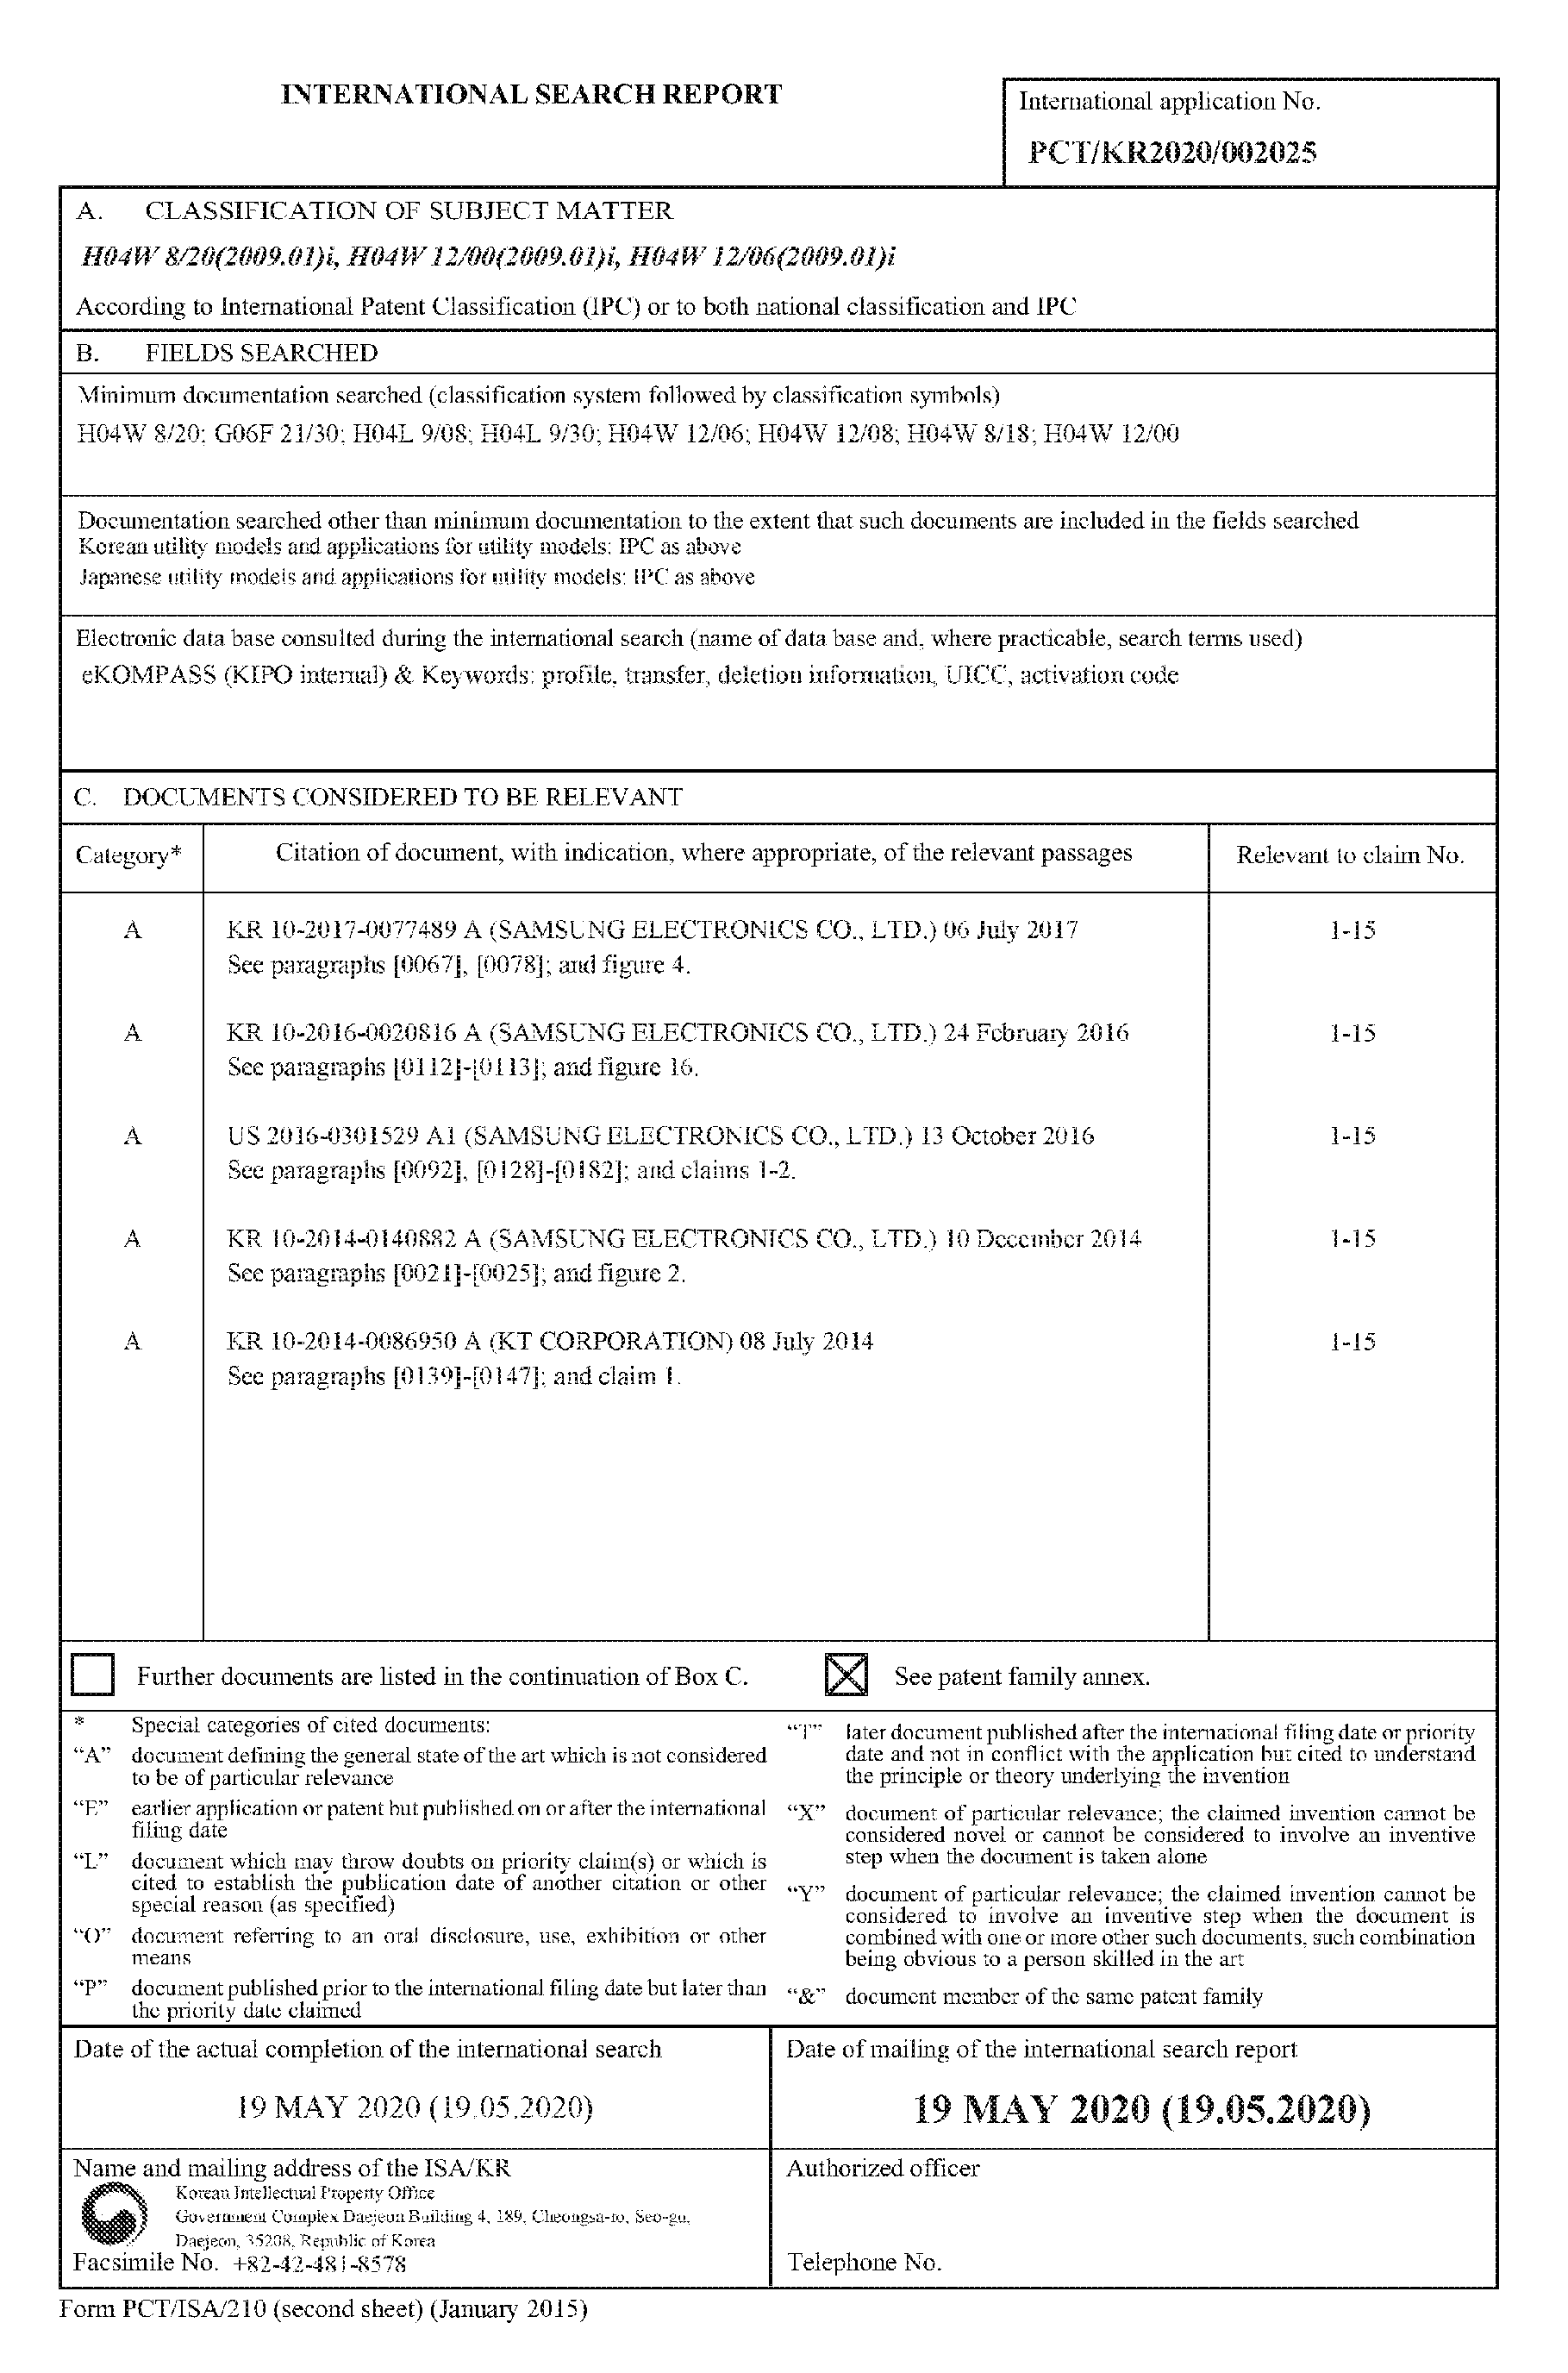 INTERNATIONAL SEARCH REPORT
International application No.
PCT/KR2020/002025
A. CLASSIFICATION OF SUBJECT MATTER
H04W 8/20(2009.01)i, H04W 12/00(2009.01)i, H04W 12/06(2009.01)i
According to International Patent Classification (IPC) or to both national classification and IPC
B. FIELDS SEARCHED
Minimum documentation searched (classification system followed by classification symbols)
H04W 8/20; G06F 21/30; H04L 9/08; H04L 9/30; H04W 12/06; H04W 12/08; H04W 8/18; H04W 12/00
Documentation searched other than minimum documentation to the extent that such documents are included in the fields searched
Korean utility models and applications for utility models: IPC as above
Japanese utility models and applications for utility models: IPC as above
Electronic data base consulted during the international search (name of data base and, where practicable, search terms used)
eKOMPASS (KIPO internal) & Keywords: profile, transfer, deletion information, UICC, activation code
C. DOCUMENTS CONSIDERED TO BE RELEVANT
Category* Citation of document, with indication, where appropriate, of the relevant passages Relevant to claim No.
A KR 10-2017-0077489 A (SAMSUNG ELECTRONICS CO., LTD.) 06 July 2017 1-15
See paragraphs [0067], [0078]; and figure 4.
A KR 10-2016-0020816 A (SAMSUNG ELECTRONICS CO., LTD.) 24 February 2016 1-15
See paragraphs [0112]-[0113]; and figure 16.
A US 2016-0301529 A1 (SAMSUNG ELECTRONICS CO., LTD.) 13 October 2016 1-15
See paragraphs [0092], [0128]-[0182]; and claims 1-2.
A KR 10-2014-0140882 A (SAMSUNG ELECTRONICS CO., LTD.) 10 December 2014 1-15
See paragraphs [0021]-[0025]; and figure 2.
A KR 10-2014-0086950 A (KT CORPORATION) 08 July 2014 1-15
See paragraphs [0139]-[0147]; and claim 1.
Further documents are listed in the continuation of Box C.
See patent family annex.
* Special categories of cited documents:
"A" document defining the general state of the art which is not considered
to be of particular relevance
"E" earlier application or patent but published on or after the international
filing date
"L" document which may throw doubts on priority claim(s) or which is
cited to establish the publication date of another citation or other
special reason (as specified)
"O" document referring to an oral disclosure, use, exhibition or other
means
"P" document published prior to the international filing date but later than
the priority date claimed
"T" later document published after the international filing date or priority
date and not in conflict with the application but cited to understand
the principle or theory underlying the invention
"X" document of particular relevance; the claimed invention cannot be
considered novel or cannot be considered to involve an inventive
step when the document is taken alone
"Y" document of particular relevance; the claimed invention cannot be
considered to involve an inventive step when the document is
combined with one or more other such documents, such combination
being obvious to a person skilled in the art
"&" document member of the same patent family
Date of the actual completion of the international search
19 MAY 2020 (19.05.2020)
Date of mailing of the international search report
19 MAY 2020 (19.05.2020)
Name and mailing address of the ISA/KR
Korean Intellectual Property Office
Government Complex Daejeon Building 4, 189, Cheongsa-ro, Seo-gu,
Daejeon, 35208, Republic of Korea
Facsimile No. +82-42-481-8578
Authorized officer
Telephone No.
Form PCT/ISA/210 (second sheet) (January 2015)